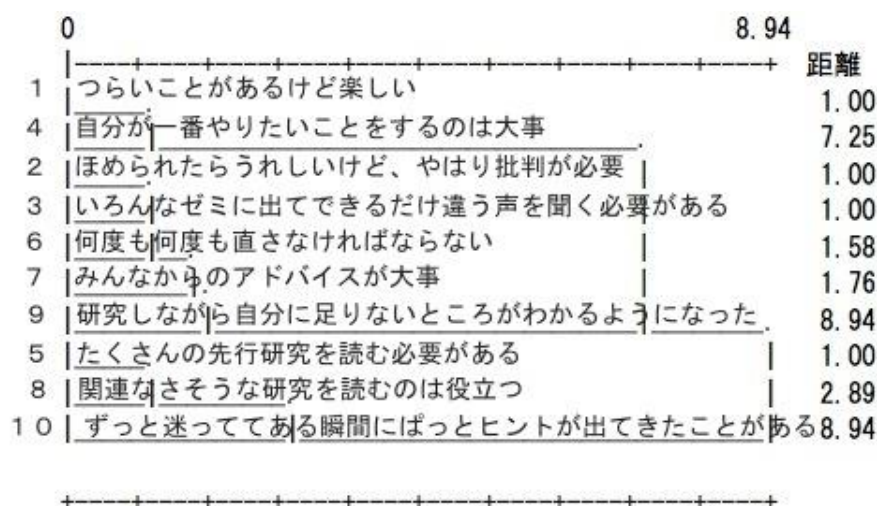 0 8.94
距離
1 つらいことがあるけど楽しい 1.00
4 自分が一番やりたいことをするのは大事 7.25
2 ほめられたらうれしいけど、やはり批判が必要 1.00
3 いろんなゼミに出てできるだけ違う声を聞く必要がある 1.00
6 何度も何度も直さなければならない 1.58
7 みんなからのアドバイスが大事 1.76
9 研究しながら自分に足りないところがわかるようになった 8.94
5 たくさんの先行研究を読む必要がある 1.00
8 関連なさそうな研究を読むのは役立つ 2.89
10 ずっと迷っててある瞬間にぱっとヒントが出てきたことがある 8.94